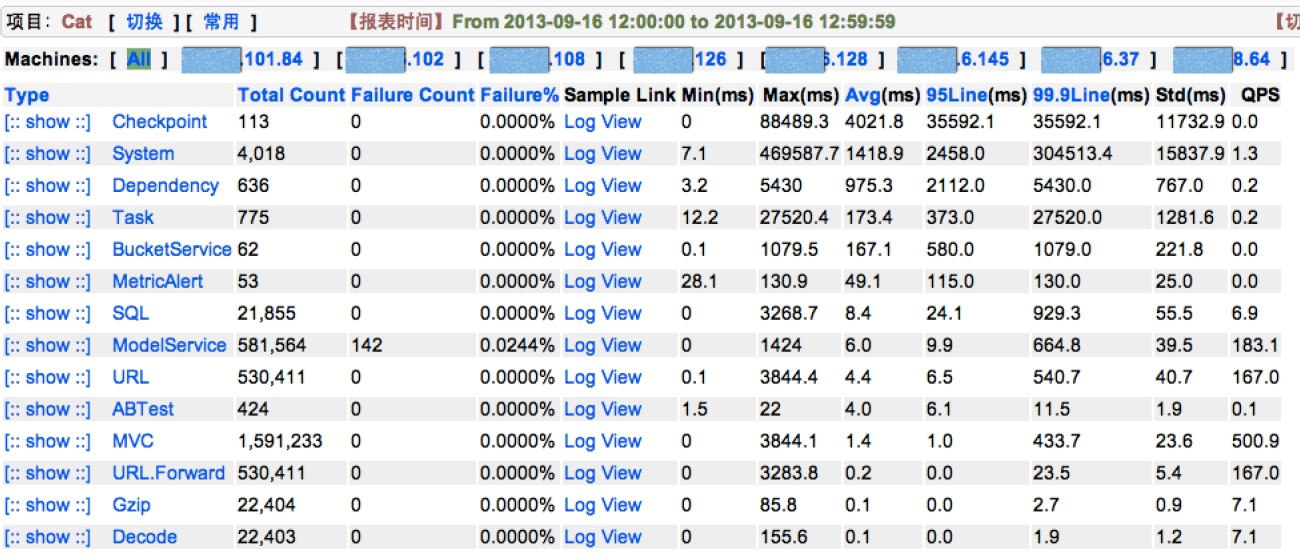 项目： Cat [ 切换 ][ 常用 ] 【报表时间】From 2013-09-16 12:00:00 to 2013-09-16 12:59:59 【切
Machines: [ All ] .101.84 ] [ .102 ] [ .108 ] [ 126 ] [ 6.128 ] .6.145 ] 6.37 ] 8.64 ]
Type Total Count Failure Count Failure% Sample Link Min(ms) Max(ms) Avg(ms) 95Line(ms) 99.9Line(ms) Std(ms) QPS
[:: show ::] Checkpoint 113 0 0.0000% Log View 0 88489.3 4021.8 35592.1 35592.1 11732.9 0.0
[:: show ::] System 4,018 0 0.0000% Log View 7.1 469587.7 1418.9 2458.0 304513.4 15837.9 1.3
[:: show ::] Dependency 636 0 0.0000% Log View 3.2 5430 975.3 2112.0 5430.0 767.0 0.2
[:: show ::] Task 775 0 0.0000% Log View 12.2 27520.4 173.4 373.0 27520.0 1281.6 0.2
[:: show ::] BucketService 62 0 0.0000% Log View 0.1 1079.5 167.1 580.0 1079.0 221.8 0.0
[:: show ::] MetricAlert 53 0 0.0000% Log View 28.1 130.9 49.1 115.0 130.0 25.0 0.0
[:: show ::] SQL 21,855 0 0.0000% Log View 0 3268.7 8.4 24.1 929.3 55.5 6.9
[:: show ::] ModelService 581,564 142 0.0244% Log View 0 1424 6.0 9.9 664.8 39.5 183.1
[:: show ::] URL 530,411 0 0.0000% Log View 0.1 3844.4 4.4 6.5 540.7 40.7 167.0
[:: show ::] ABTest 424 0 0.0000% Log View 1.5 22 4.0 6.1 11.5 1.9 0.1
[:: show ::] MVC 1,591,233 0 0.0000% Log View 0 3844.1 1.4 1.0 433.7 23.6 500.9
[:: show ::] URL.Forward 530,411 0 0.0000% Log View 0 3283.8 0.2 0.0 23.5 5.4 167.0
[:: show ::] Gzip 22,404 0 0.0000% Log View 0 85.8 0.1 0.0 2.7 0.9 7.1
[:: show ::] Decode 22,403 0 0.0000% Log View 0 155.6 0.1 0.0 1.9 1.2 7.1